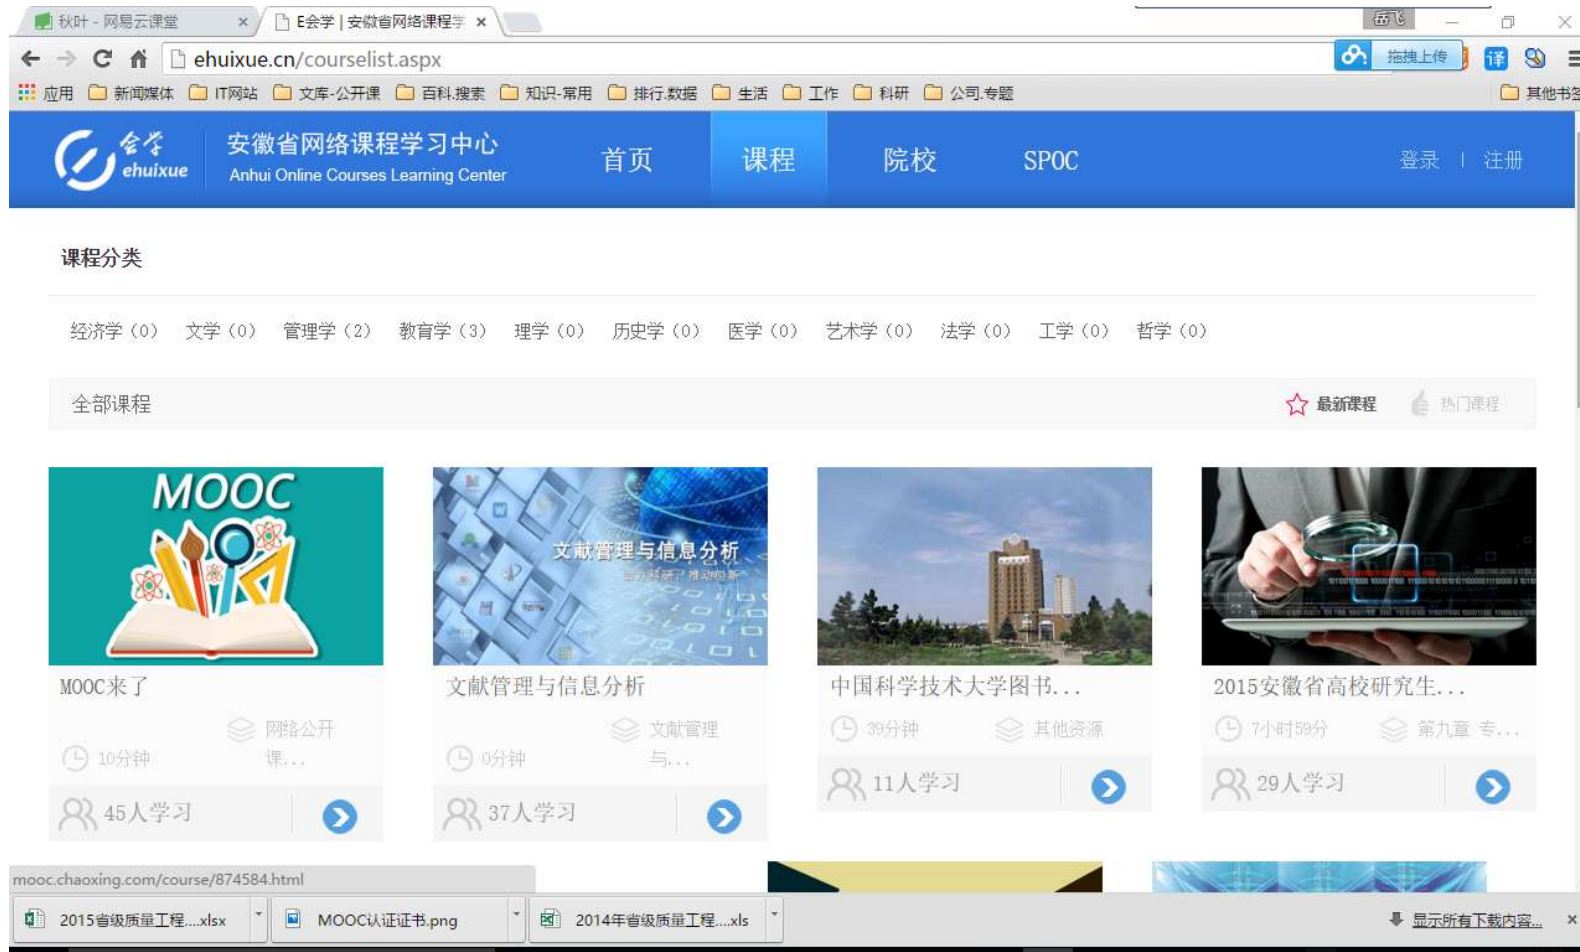 秋叶 - 网易云课堂
E会学 | 安徽省网络课程学
岳飞
ehuixue.cn/courselist.aspx
拖拽上传
译
应用 新闻媒体 IT网站 文库-公开课 百科.搜索 知识-常用 排行.数据 生活 工作 科研 公司.专题 其他书签
会学
ehuixue
安徽省网络课程学习中心
Anhui Online Courses Learning Center
首页 课程 院校 SPOC 登录 | 注册
课程分类
经济学（0） 文学（0） 管理学（2） 教育学（3） 理学（0） 历史学（0） 医学（0） 艺术学（0） 法学（0） 工学（0） 哲学（0）
全部课程 最新课程 热门课程
MOOC
文献管理与信息分析
MOOC来了 文献管理与信息分析 中国科学技术大学图书... 2015安徽省高校研究生...
10分钟 网络公开课...
0分钟 文献管理与...
39分钟 其他资源
7小时59分 第九章 专...
45人学习 37人学习 11人学习 29人学习
mooc.chaoxing.com/course/874584.html
2015省级质量工程....xlsx MOOC认证证书.png 2014年省级质量工程....xls 显示所有下载内容...